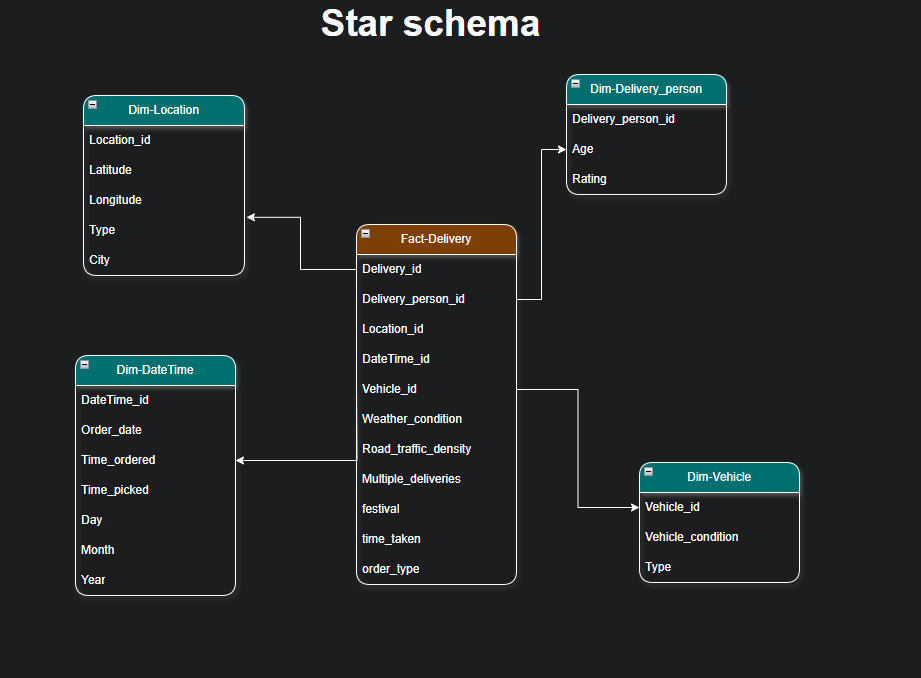 Star schema
Dim-Location
Location_id
Latitude
Longitude
Type
City
Dim-Delivery_person
Delivery_person_id
Age
Rating
Fact-Delivery
Delivery_id
Delivery_person_id
Location_id
DateTime_id
Vehicle_id
Weather_condition
Road_traffic_density
Multiple_deliveries
festival
time_taken
order_type
Dim-DateTime
DateTime_id
Order_date
Time_ordered
Time_picked
Day
Month
Year
Dim-Vehicle
Vehicle_id
Vehicle_condition
Type